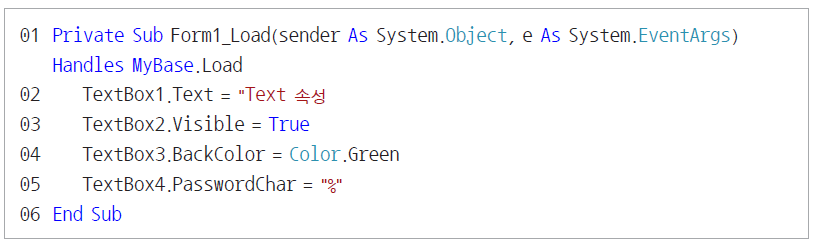 01 Private Sub Form1_Load(sender As System.Object, e As System.EventArgs)
Handles MyBase.Load
02 TextBox1.Text = "Text 속성
03 TextBox2.Visible = True
04 TextBox3.BackColor = Color.Green
05 TextBox4.PasswordChar = "%"
06 End Sub